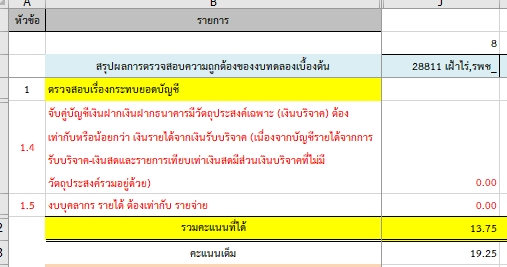 A B J
หัวข้อ รายการ
8
สรุปผลการตรวจสอบความถูกต้องของงบทดลองเบื้องต้น 28811 เฝ้าไร่,รพช_
1 ตรวจสอบเรื่องกระทบยอดบัญชี
จับคู่บัญชีเงินฝากเงินฝากธนาคารมีวัตถุประสงค์เฉพาะ (เงินบริจาค) ต้อง
เท่ากับหรือน้อยกว่า เงินรายได้จากเงินรับบริจาค (เนื่องจากบัญชีรายได้จากการ
1.4 รับบริจาค-เงินสดและรายการเทียบเท่าเงินสดมีส่วนเงินบริจาคที่ไม่มี
วัตถุประสงค์รวมอยู่ด้วย) 0.00
1.5 งบบุคลากร รายได้ ต้องเท่ากับ รายจ่าย 0.00
2 รวมคะแนนที่ได้ 13.75
3 คะแนนเต็ม 19.25